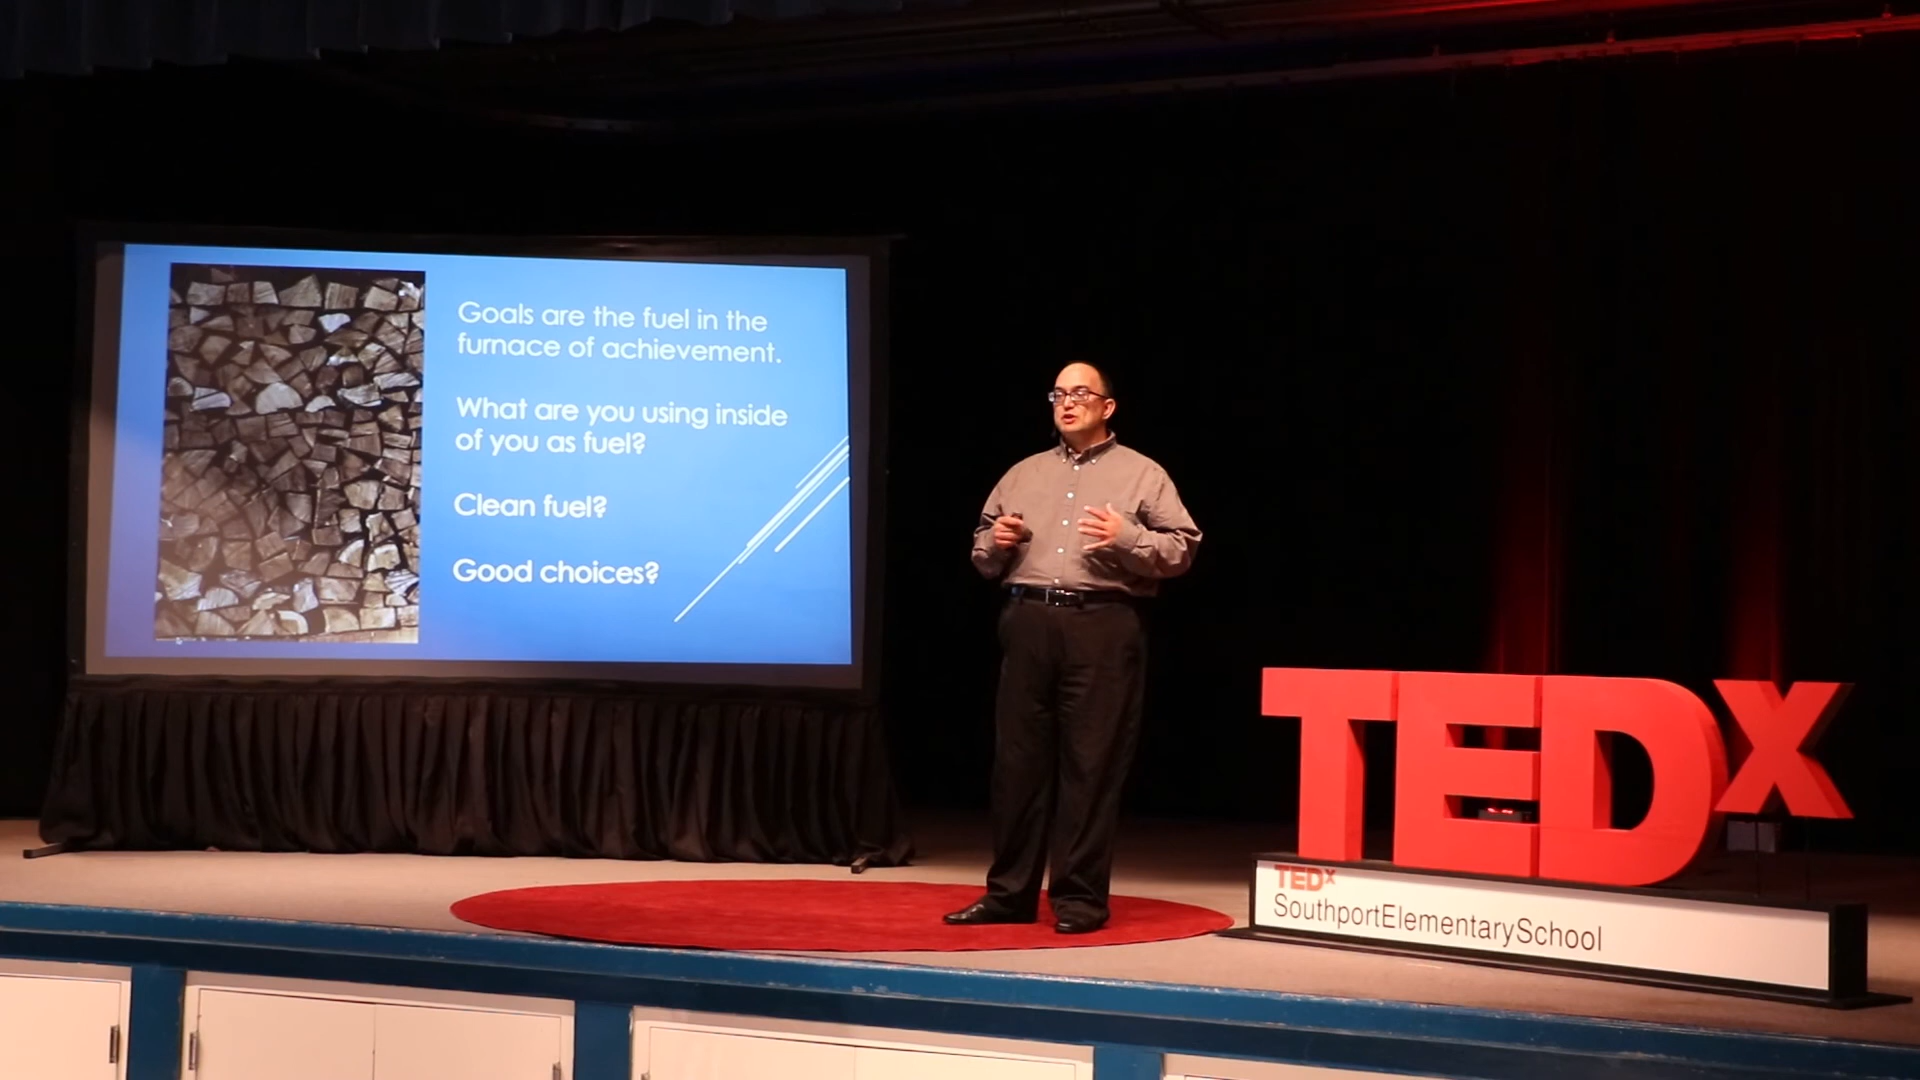 Goals are the fuel in the
furnace of achievement.
What are you using inside
of you as fuel?
Clean fuel?
Good choices?
TEDx
TEDx
SouthportElementarySchool